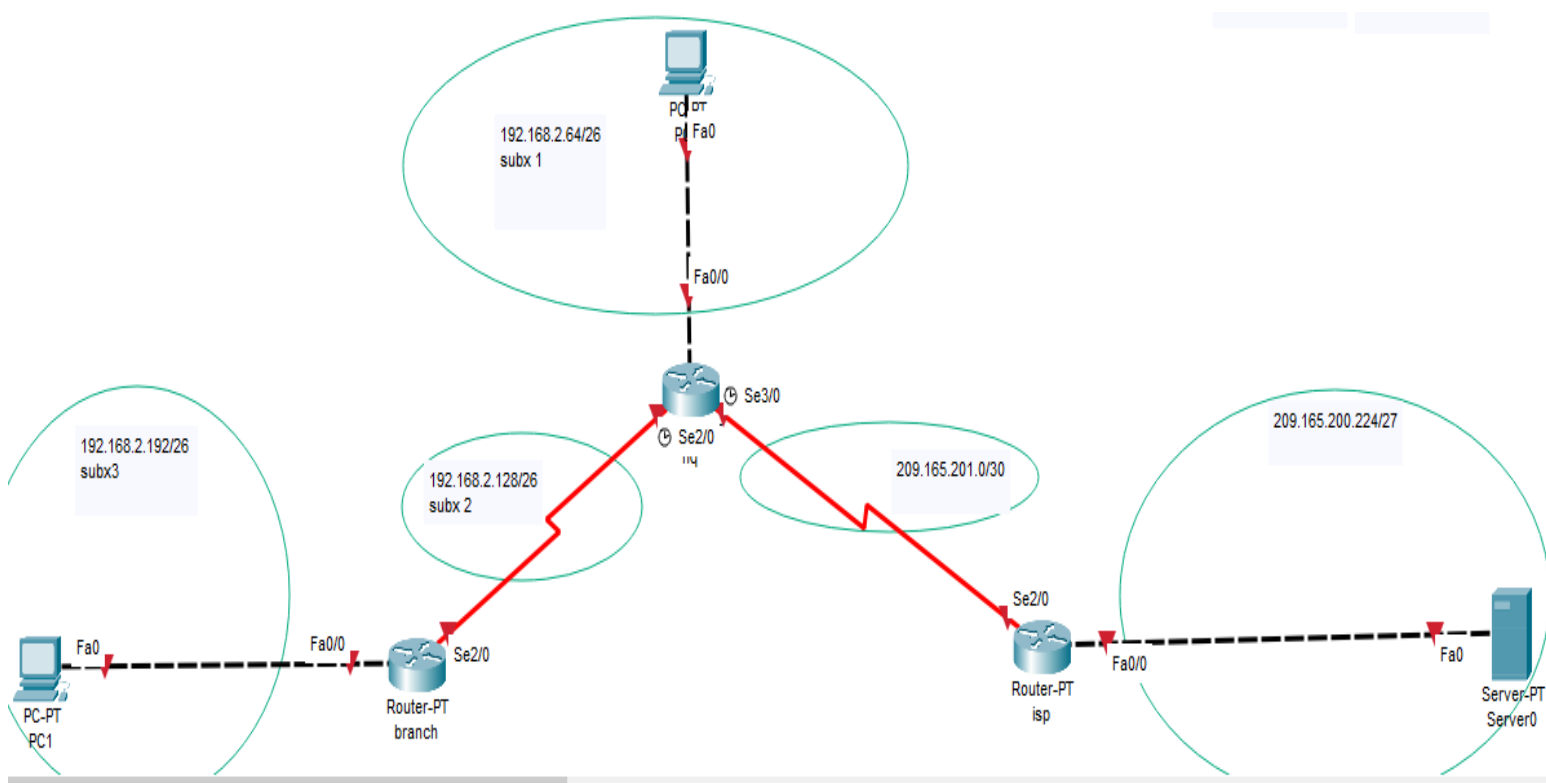 PC-PT
Fa0
192.168.2.64/26
subx 1
Fa0/0
Se3/0
Se2/0
192.168.2.192/26
subx3
192.168.2.128/26
subx 2
209.165.201.0/30
209.165.200.224/27
Fa0
Fa0/0
Se2/0
PC-PT
PC1
Router-PT
branch
Se2/0
Fa0/0
Fa0
Router-PT
isp
Server-PT
Server0